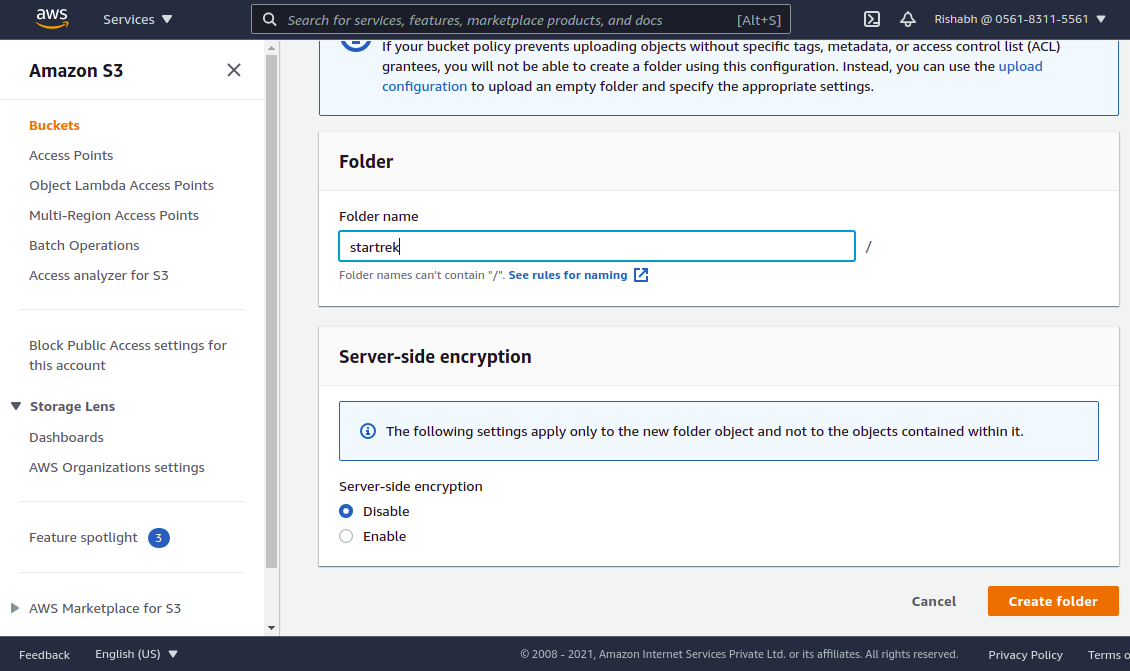 aws
Services
Search for services, features, marketplace products, and docs
[Alt+S]
Rishabh @ 0561-8311-5561
Amazon S3
Buckets
Access Points
Object Lambda Access Points
Multi-Region Access Points
Batch Operations
Access analyzer for S3
Block Public Access settings for
this account
Storage Lens
Dashboards
AWS Organizations settings
Feature spotlight 3
AWS Marketplace for S3
If your bucket policy prevents uploading objects without specific tags, metadata, or access control list (ACL)
grantees, you will not be able to create a folder using this configuration. Instead, you can use the upload
configuration to upload an empty folder and specify the appropriate settings.
Folder
Folder name
startrek
/
Folder names can't contain "/". See rules for naming
Server-side encryption
The following settings apply only to the new folder object and not to the objects contained within it.
Server-side encryption
Disable
Enable
Cancel
Create folder
Feedback
English (US)
© 2008 - 2021, Amazon Internet Services Private Ltd. or its affiliates. All rights reserved.
Privacy Policy
Terms o